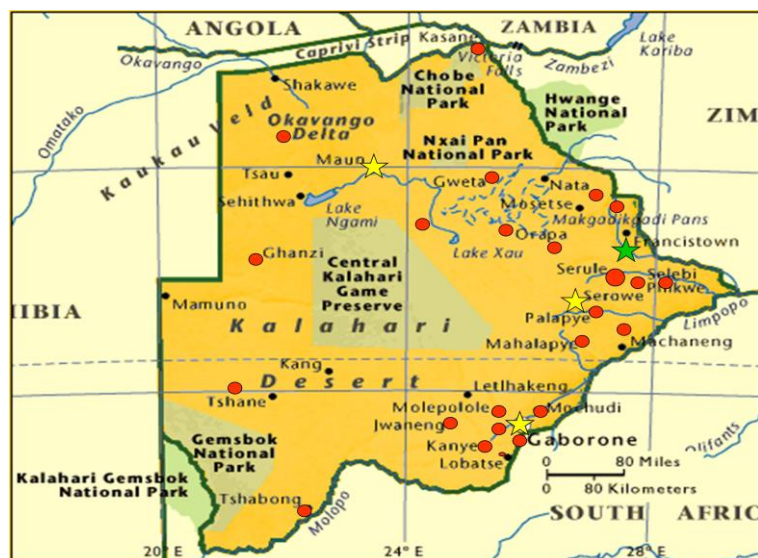 ANGOLA
ZAMBIA
Caprivi Strip
Kasane
Okavango
Victoria
Falls
Zambezi
Lake
Kariba
Shakawe
Chobe
National
Park
Hwange
National
Park
Omatako
Kaukau Veld
Okavango
Delta
ZIM
Maun
Nxai Pan
National Park
Tsau
Gweta
Nata
Sehithwa
Mosetse
Lake
Ngami
Makgadikgadi Pans
Orapa
Francistown
Lake Xau
Ghanzi
Central
Kalahari
Game
Preserve
Serule
Selebi
Phikwe
Mamuno
Serowe
IIBIA
Palapye
Limpopo
Kalahari
Mahalapye
Machaneng
Kang
Desert
Letlhakeng
Tshane
Molepolole
Mochudi
Jwaneng
Gemsbok
National
Park
Kanye
Gaborone
Lobatse
Olifants
Kalahari Gemsbok
National Park
0 80 Miles
0 80 Kilometers
Tshabong
Molopo
SOUTH AFRIC
20°E
24°E
28°E